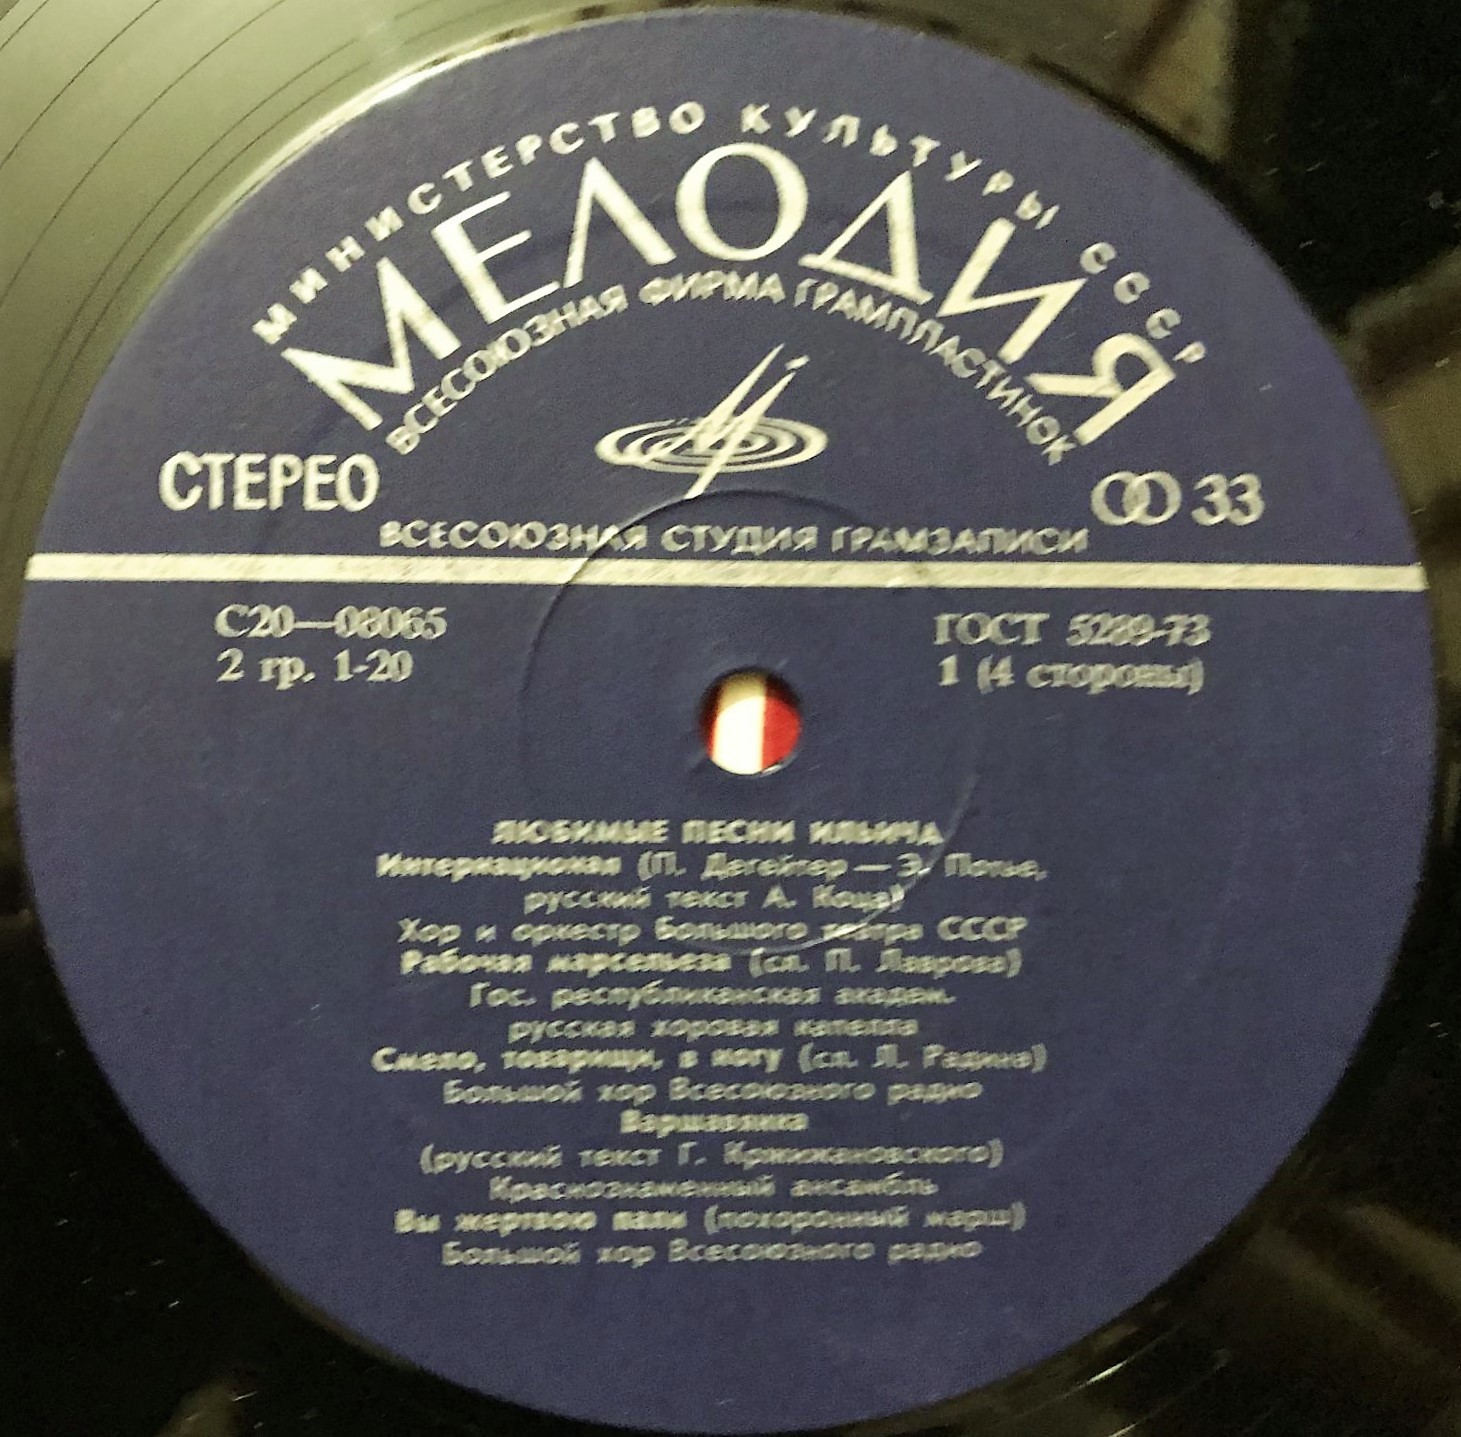 МИНИСТЕРСТВО КУЛЬТУРЫ СССР
МЕЛОДИЯ
ВСЕСОЮЗНАЯ ФИРМА ГРАМПЛАСТИНОК
СТЕРЕО
33
ВСЕСОЮЗНАЯ СТУДИЯ ГРАМЗАПИСИ
С20—08065
ГОСТ 5289-73
2 гр. 1-20
1 (4 стороны)
ЛЮБИМЫЕ ПЕСНИ ИЛЬИЧА
Интернационал (П. Дегейтер — Э. Потье,
русский текст А. Коца)
Хор и оркестр Большого театра СССР
Рабочая марсельеза (сл. П. Лаврова)
Гос. республиканская академ.
русская хоровая капелла
Смело, товарищи, в ногу (сл. Л. Радина)
Большой хор Всесоюзного радио
Варшавянка
(русский текст Г. Кржижановского)
Краснознаменный ансамбль
Вы жертвою пали (похоронный марш)
Большой хор Всесоюзного радио